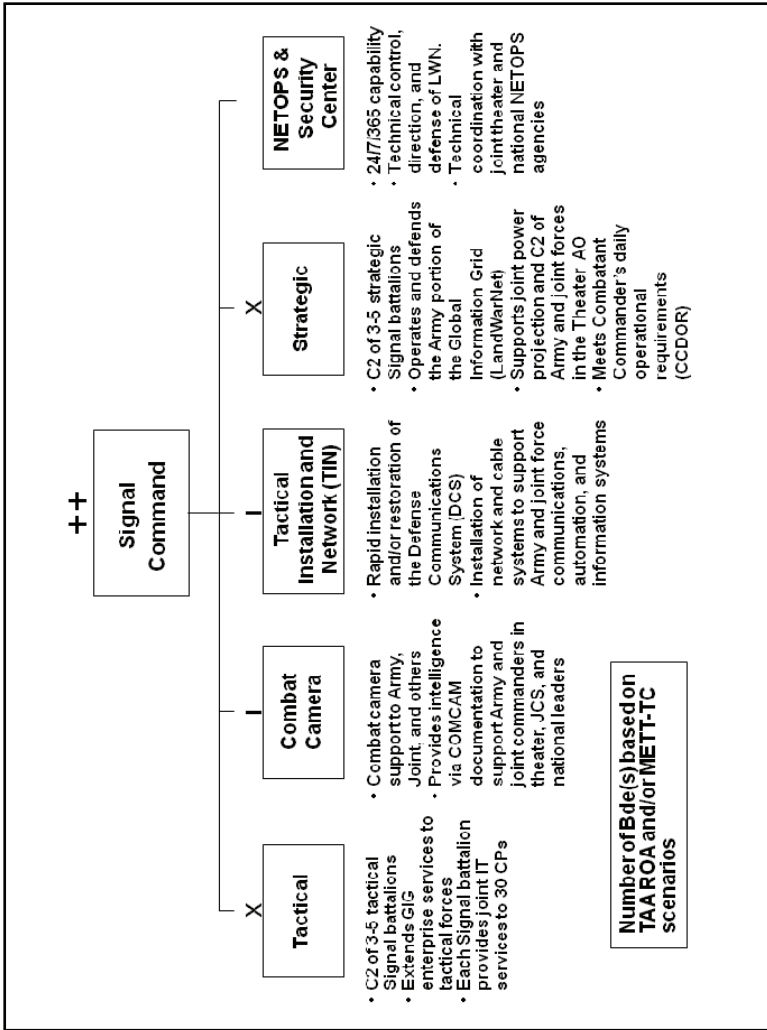 ++
Signal
Command
X
Tactical
• C2 of 3-5 tactical
Signal battalions
• Extends GIG
enterprise services to
tactical forces
• Each Signal battalion
provides joint IT
services to 30 CPs
I
Combat
Camera
• Combat camera
support to Army,
Joint, and others
• Provides intelligence
via COMCAM
documentation to
support Army and
joint commanders in
theater, JCS, and
national leaders
I
Tactical
Installation and
Network (TIN)
• Rapid installation
and/or restoration of
the Defense
Communications
System (DCS)
• Installation of
network and cable
systems to support
Army and joint force
communications,
automation, and
information systems
X
Strategic
• C2 of 3-5 strategic
Signal battalions
• Operates and defends
the Army portion of
the Global
Information Grid
(LandWarNet)
• Supports joint power
projection and C2 of
Army and joint forces
in the Theater AO
• Meets Combatant
Commander's daily
operational
requirements
(CCDOR)
NETOPS &
Security
Center
• 24/7/365 capability
• Technical control,
direction, and
defense of LWN.
• Technical
coordination with
joint theater and
national NETOPS
agencies
Number of Bde(s) based on
TAA ROA and/or METT-TC
scenarios